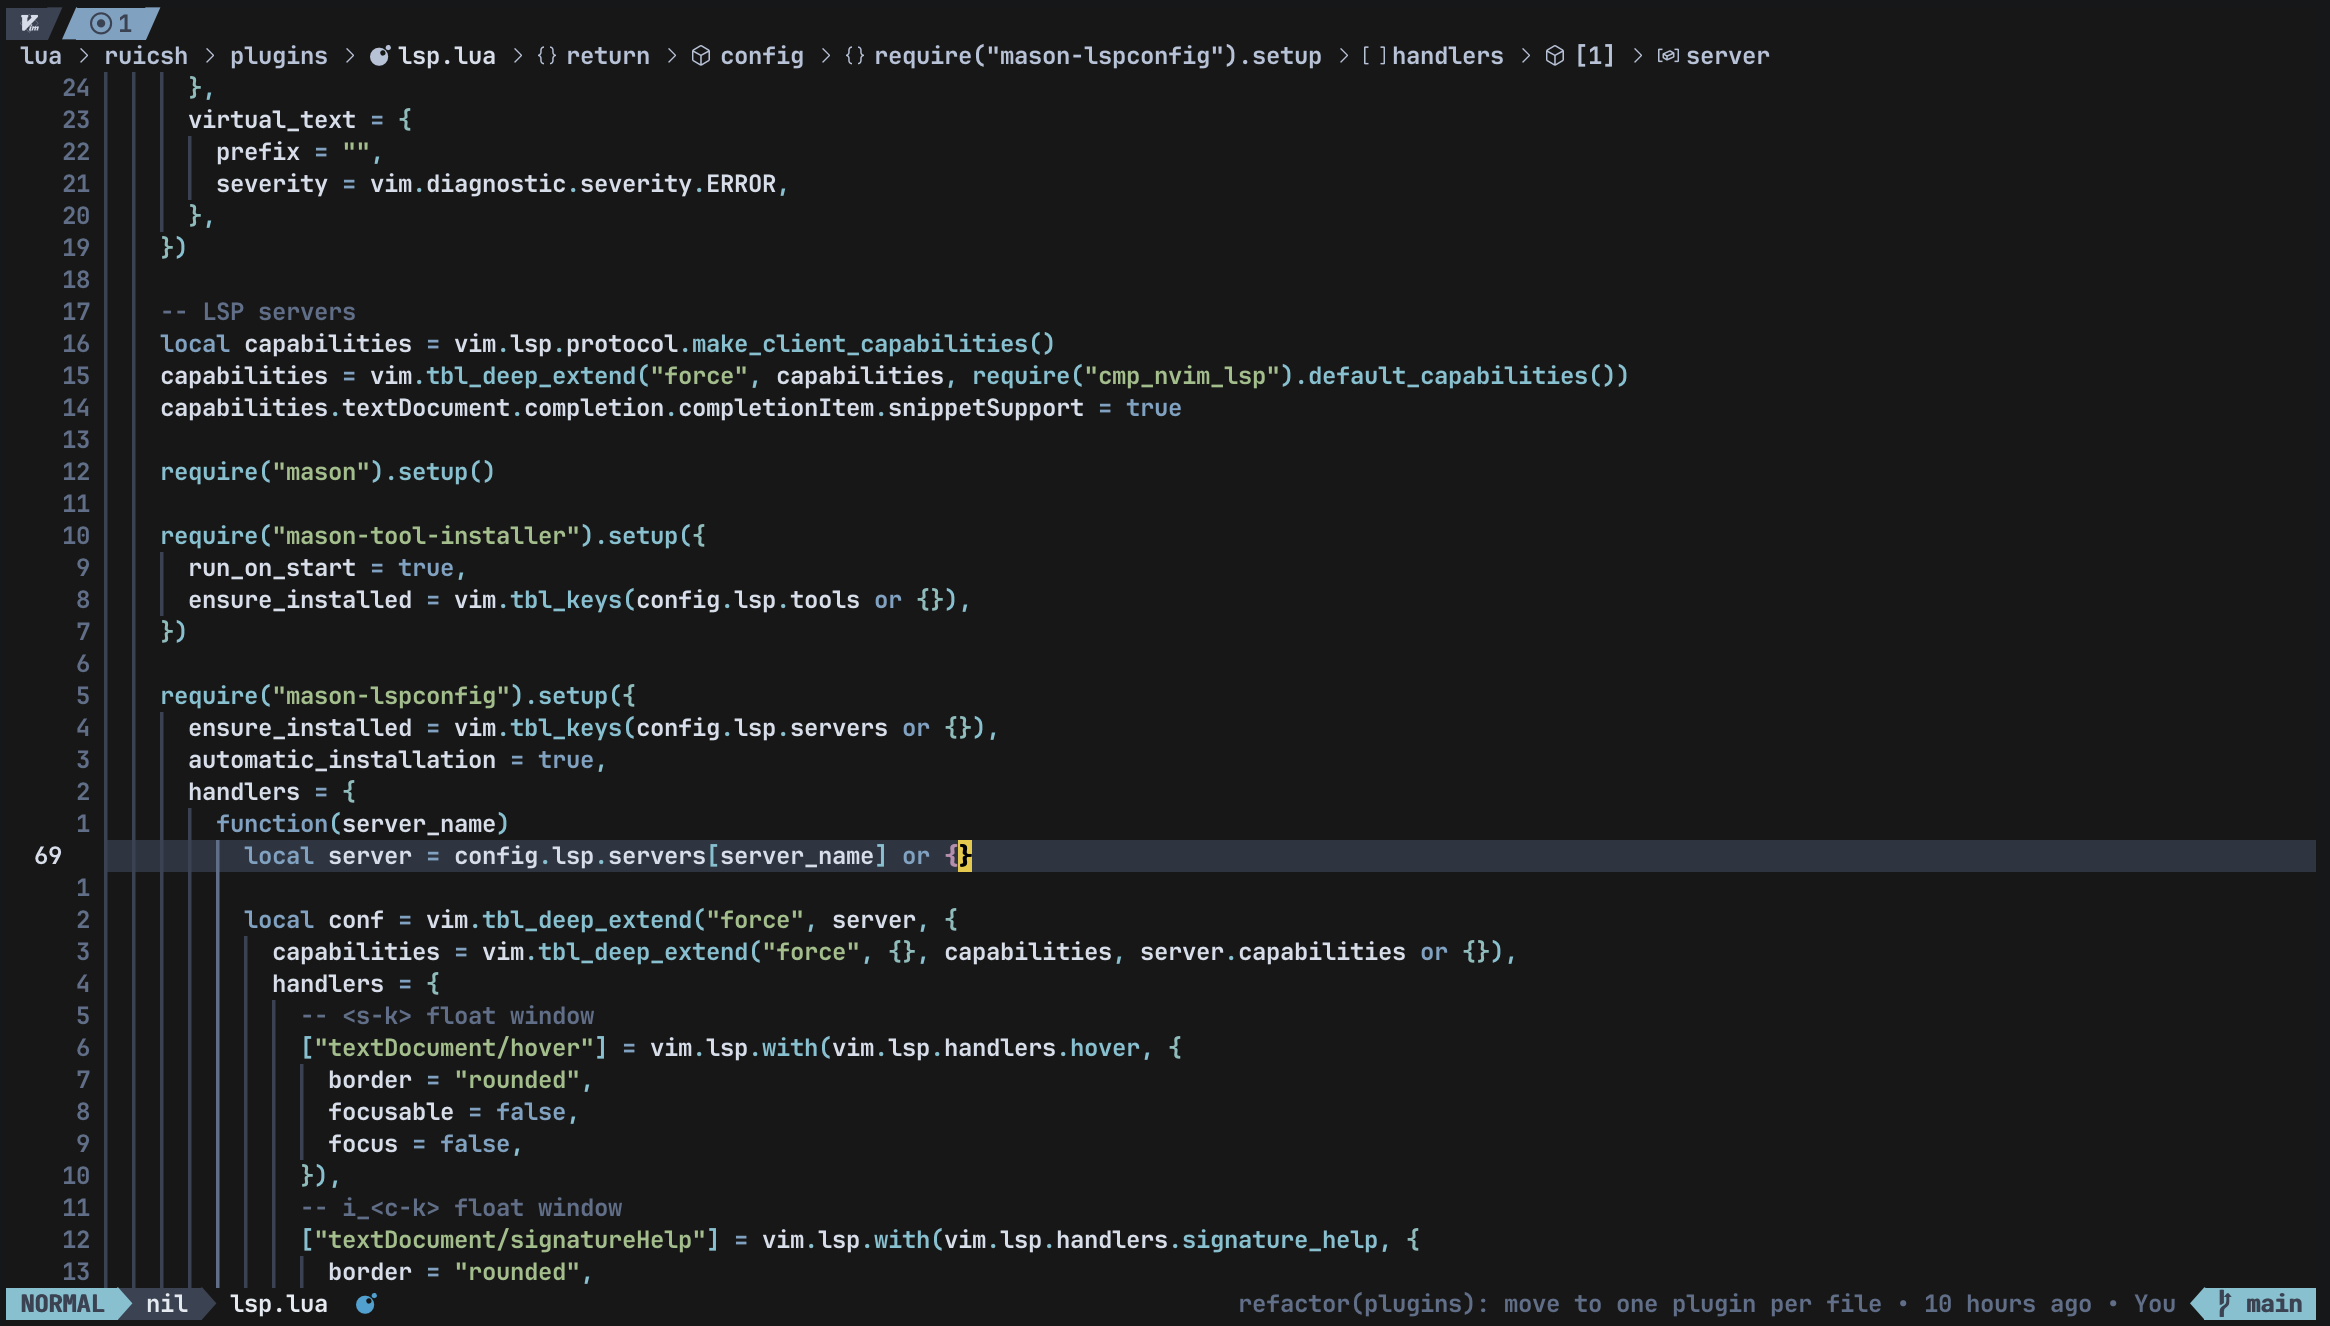 Vim 1
lua > ruicsh > plugins > lsp.lua > {} return > config > {} require("mason-lspconfig").setup > [] handlers > [1] > server
24 },
23 virtual_text = {
22 prefix = "",
21 severity = vim.diagnostic.severity.ERROR,
20 },
19 })
18
17 -- LSP servers
16 local capabilities = vim.lsp.protocol.make_client_capabilities()
15 capabilities = vim.tbl_deep_extend("force", capabilities, require("cmp_nvim_lsp").default_capabilities())
14 capabilities.textDocument.completion.completionItem.snippetSupport = true
13
12 require("mason").setup()
11
10 require("mason-tool-installer").setup({
9 run_on_start = true,
8 ensure_installed = vim.tbl_keys(config.lsp.tools or {}),
7 })
6
5 require("mason-lspconfig").setup({
4 ensure_installed = vim.tbl_keys(config.lsp.servers or {}),
3 automatic_installation = true,
2 handlers = {
1 function(server_name)
69 local server = config.lsp.servers[server_name] or {}
1
2 local conf = vim.tbl_deep_extend("force", server, {
3 capabilities = vim.tbl_deep_extend("force", {}, capabilities, server.capabilities or {}),
4 handlers = {
5 -- <s-k> float window
6 ["textDocument/hover"] = vim.lsp.with(vim.lsp.handlers.hover, {
7 border = "rounded",
8 focusable = false,
9 focus = false,
10 }),
11 -- i_<c-k> float window
12 ["textDocument/signatureHelp"] = vim.lsp.with(vim.lsp.handlers.signature_help, {
13 border = "rounded",
NORMAL nil lsp.lua refactor(plugins): move to one plugin per file • 10 hours ago • You main